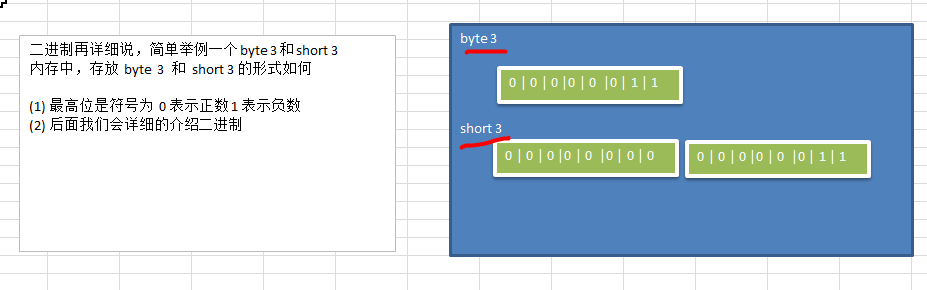 二进制再详细说，简单举例一个byte 3 和 short 3
内存中，存放 byte 3 和 short 3 的形式如何
(1) 最高位是符号为 0 表示正数 1 表示负数
(2) 后面我们会详细的介绍二进制
byte 3
0 | 0 | 0 | 0 | 0 | 0 | 1 | 1
short 3
0 | 0 | 0 | 0 | 0 | 0 | 0 | 0
0 | 0 | 0 | 0 | 0 | 0 | 1 | 1